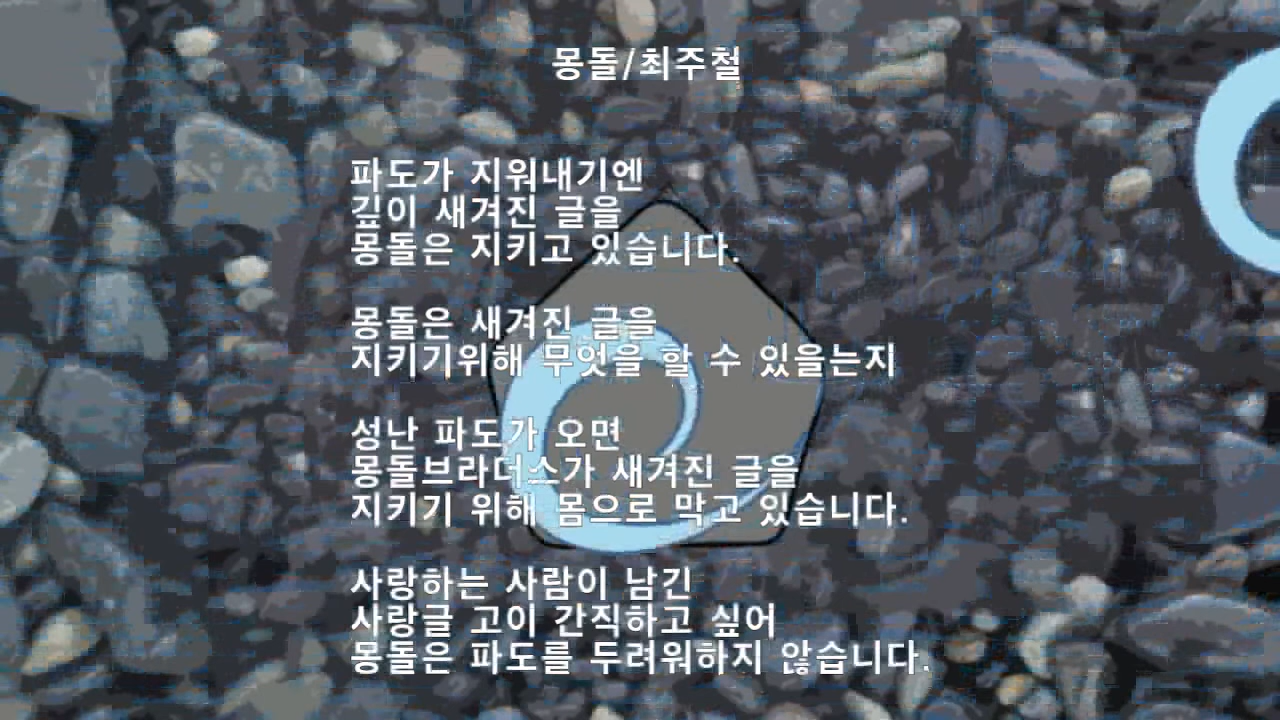 몽돌/최주철
파도가 지워내기엔
깊이 새겨진 글을
몽돌은 지키고 있습니다.
몽돌은 새겨진 글을
지키기위해 무엇을 할 수 있을는지
성난 파도가 오면
몽돌브라더스가 새겨진 글을
지키기 위해 몸으로 막고 있습니다.
사랑하는 사람이 남긴
사랑글 고이 간직하고 싶어
몽돌은 파도를 두려워하지 않습니다.